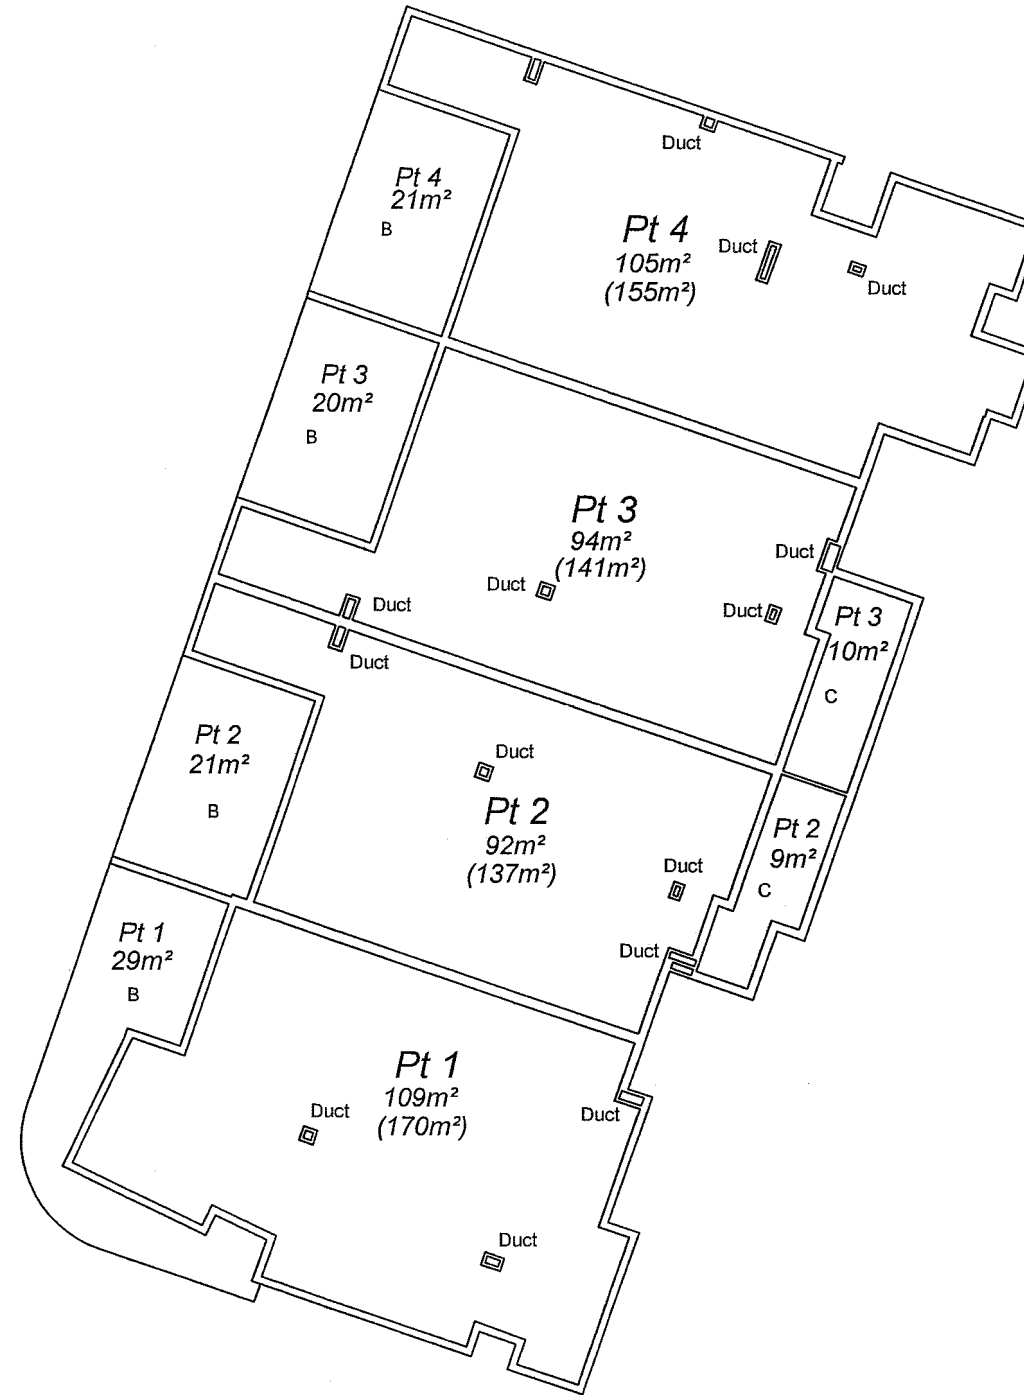 Duct
Pt 4
21m²
B
Pt 4
105m²
(155m²)
Duct
Duct
Pt 3
20m²
B
Pt 3
94m²
(141m²)
Duct
Duct
Duct
Duct
Duct
Pt 3
10m²
C
Pt 2
21m²
B
Duct
Pt 2
92m²
(137m²)
Duct
Pt 2
9m²
C
Duct
Pt 1
29m²
B
Pt 1
109m²
(170m²)
Duct
Duct
Duct